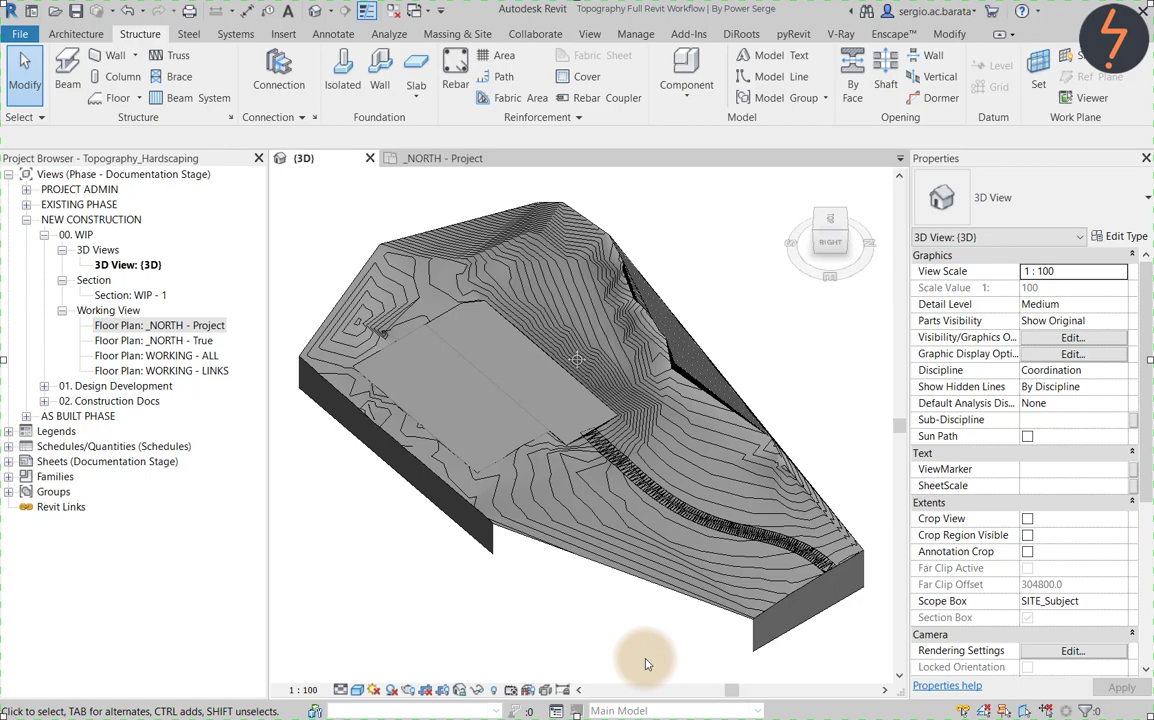 Autodesk Revit Topography Full Revit Workflow | By Power Serge
sergio.ac.barata
File Architecture Structure Steel Systems Insert Annotate Analyze Massing & Site Collaborate View Manage Add-Ins DiRoots pyRevit V-Ray Enscape™ Modify
Wall Truss Area Fabric Sheet Model Text Wall Level
Modify Beam Column Brace Connection Isolated Wall Slab Rebar Path Cover Component Model Line By Face Shaft Vertical Grid Set Ref Plane
Floor Beam System Fabric Area Rebar Coupler Model Group Dormer Viewer
Select Structure Connection Foundation Reinforcement Model Opening Datum Work Plane
Project Browser - Topography_Hardscaping
{3D}
_NORTH - Project
Properties
Views (Phase - Documentation Stage)
PROJECT ADMIN
EXISTING PHASE
NEW CONSTRUCTION
00. WIP
3D Views
3D View: {3D}
Section
Section: WIP - 1
Working View
Floor Plan: _NORTH - Project
Floor Plan: _NORTH - True
Floor Plan: WORKING - ALL
Floor Plan: WORKING - LINKS
01. Design Development
02. Construction Docs
AS BUILT PHASE
Legends
Schedules/Quantities (Schedules)
Sheets (Documentation Stage)
Families
Groups
Revit Links
RIGHT
3D View
3D View: {3D} Edit Type
Graphics
View Scale 1 : 100
Scale Value 1: 100
Detail Level Medium
Parts Visibility Show Original
Visibility/Graphics O... Edit...
Graphic Display Opti... Edit...
Discipline Coordination
Show Hidden Lines By Discipline
Default Analysis Dis... None
Sub-Discipline
Sun Path
Text
ViewMarker
SheetScale
Extents
Crop View
Crop Region Visible
Annotation Crop
Far Clip Active
Far Clip Offset 304800.0
Scope Box SITE_Subject
Section Box
Camera
Rendering Settings Edit...
Locked Orientation
Properties help Apply
1 : 100
Click to select, TAB for alternates, CTRL adds, SHIFT unselects.
:0
Main Model
:0